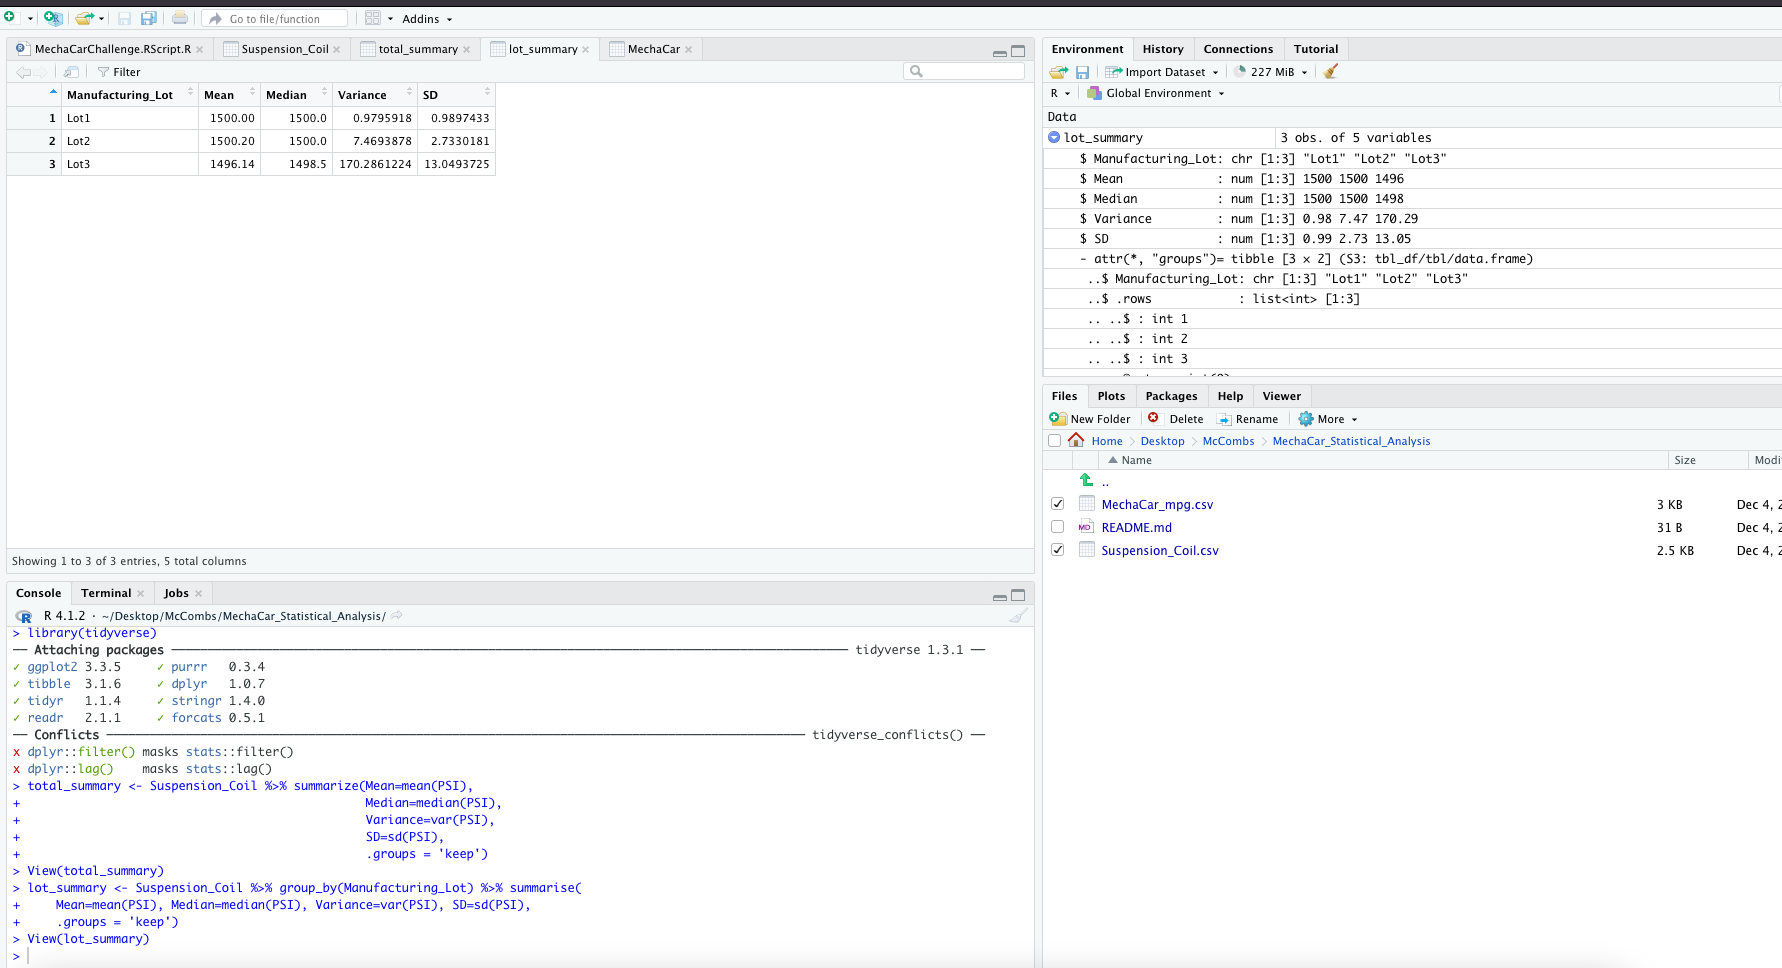 Go to file/function Addins
MechaCarChallenge.RScript.R Suspension_Coil total_summary lot_summary MechaCar
Filter
Manufacturing_Lot Mean Median Variance SD
1 Lot1 1500.00 1500.0 0.9795918 0.9897433
2 Lot2 1500.20 1500.0 7.4693878 2.7330181
3 Lot3 1496.14 1498.5 170.2861224 13.0493725
Showing 1 to 3 of 3 entries, 5 total columns
Console Terminal Jobs
R 4.1.2 · ~/Desktop/McCombs/MechaCar_Statistical_Analysis/
> library(tidyverse)
── Attaching packages ── tidyverse 1.3.1 ──
✓ ggplot2 3.3.5 ✓ purrr 0.3.4
✓ tibble 3.1.6 ✓ dplyr 1.0.7
✓ tidyr 1.1.4 ✓ stringr 1.4.0
✓ readr 2.1.1 ✓ forcats 0.5.1
── Conflicts ── tidyverse_conflicts() ──
x dplyr::filter() masks stats::filter()
x dplyr::lag() masks stats::lag()
> total_summary <- Suspension_Coil %>% summarize(Mean=mean(PSI),
+ Median=median(PSI),
+ Variance=var(PSI),
+ SD=sd(PSI),
+ .groups = 'keep')
> View(total_summary)
> lot_summary <- Suspension_Coil %>% group_by(Manufacturing_Lot) %>% summarise(
+ Mean=mean(PSI), Median=median(PSI), Variance=var(PSI), SD=sd(PSI),
+ .groups = 'keep')
> View(lot_summary)
>
Environment History Connections Tutorial
Import Dataset 227 MiB
R Global Environment
Data
lot_summary 3 obs. of 5 variables
$ Manufacturing_Lot: chr [1:3] "Lot1" "Lot2" "Lot3"
$ Mean : num [1:3] 1500 1500 1496
$ Median : num [1:3] 1500 1500 1498
$ Variance : num [1:3] 0.98 7.47 170.29
$ SD : num [1:3] 0.99 2.73 13.05
- attr(*, "groups")= tibble [3 × 2] (S3: tbl_df/tbl/data.frame)
..$ Manufacturing_Lot: chr [1:3] "Lot1" "Lot2" "Lot3"
..$ .rows : list<int> [1:3]
.. ..$ : int 1
.. ..$ : int 2
.. ..$ : int 3
Files Plots Packages Help Viewer
New Folder Delete Rename More
Home Desktop McCombs MechaCar_Statistical_Analysis
Name Size Modi
..
MechaCar_mpg.csv 3 KB Dec 4, 2
MD README.md 31 B Dec 4, 2
Suspension_Coil.csv 2.5 KB Dec 4, 2